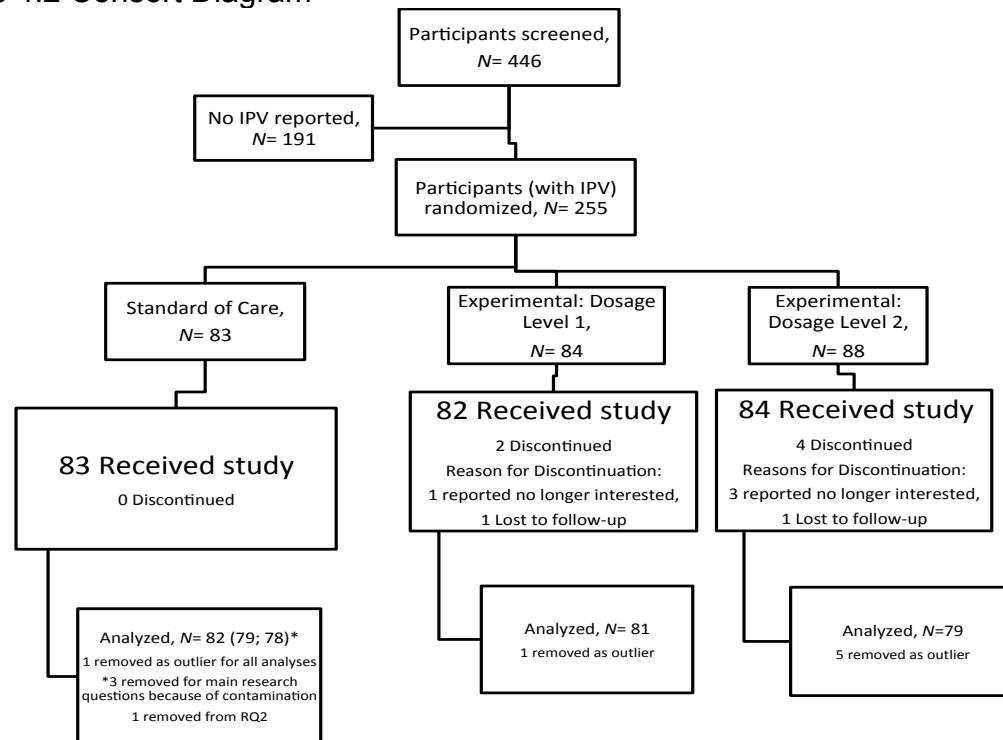 4.2 Consort Diagram
Participants screened,
N= 446
No IPV reported,
N= 191
Participants (with IPV)
randomized, N= 255
Standard of Care,
N= 83
Experimental: Dosage
Level 1,
N= 84
Experimental:
Dosage Level 2,
N= 88
83 Received study
0 Discontinued
82 Received study
2 Discontinued
Reason for Discontinuation:
1 reported no longer interested,
1 Lost to follow-up
84 Received study
4 Discontinued
Reasons for Discontinuation:
3 reported no longer interested,
1 Lost to follow-up
Analyzed, N= 82 (79; 78)*
1 removed as outlier for all analyses
*3 removed for main research
questions because of contamination
1 removed from RQ2
Analyzed, N= 81
1 removed as outlier
Analyzed, N=79
5 removed as outlier